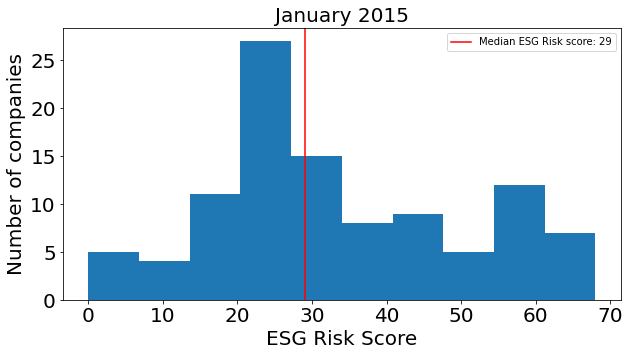 January 2015
Median ESG Risk score: 29
Number of companies
25
20
15
10
5
0
0 10 20 30 40 50 60 70
ESG Risk Score